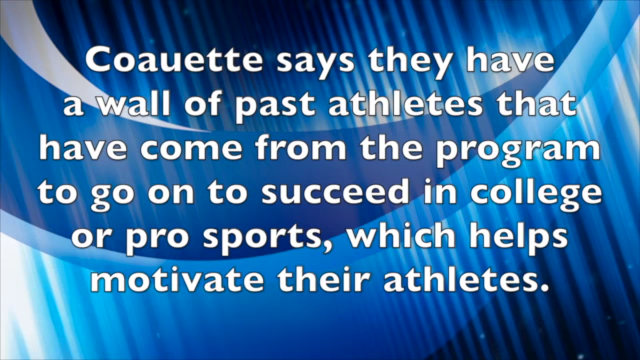 Coauette says they have
a wall of past athletes that
have come from the program
to go on to succeed in college
or pro sports, which helps
motivate their athletes.